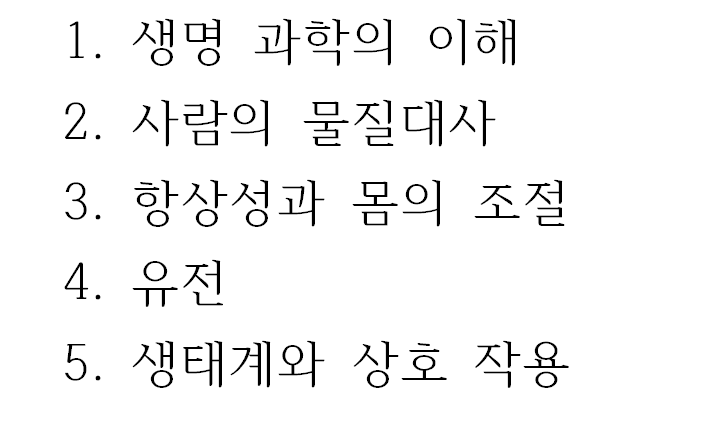 1. 생명 과학의 이해
2. 사람의 물질대사
3. 항상성과 몸의 조절
4. 유전
5. 생태계와 상호 작용